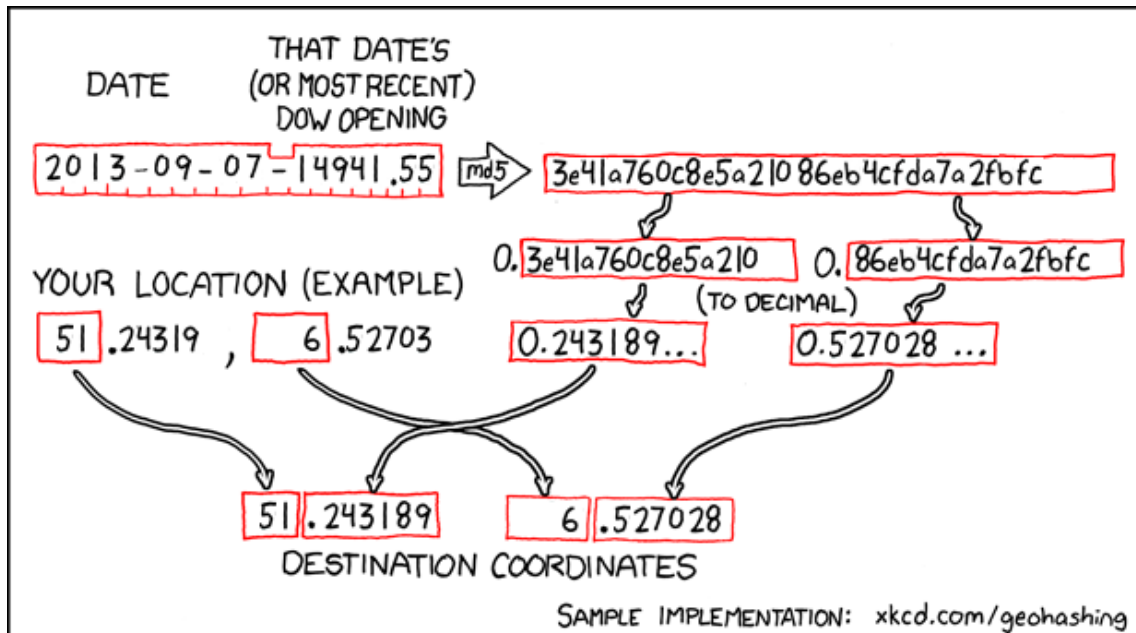 DATE
THAT DATE'S
(OR MOST RECENT)
DOW OPENING
2013-09-07-14941.55
md5
3e41a760c8e5a21086eb4cfda7a2fbfc
0.3e41a760c8e5a210
0.86eb4cfda7a2fbfc
(TO DECIMAL)
0.243189...
0.527028 ...
YOUR LOCATION (EXAMPLE)
51.24319, 6.52703
51.243189
6.527028
DESTINATION COORDINATES
SAMPLE IMPLEMENTATION: xkcd.com/geohashing